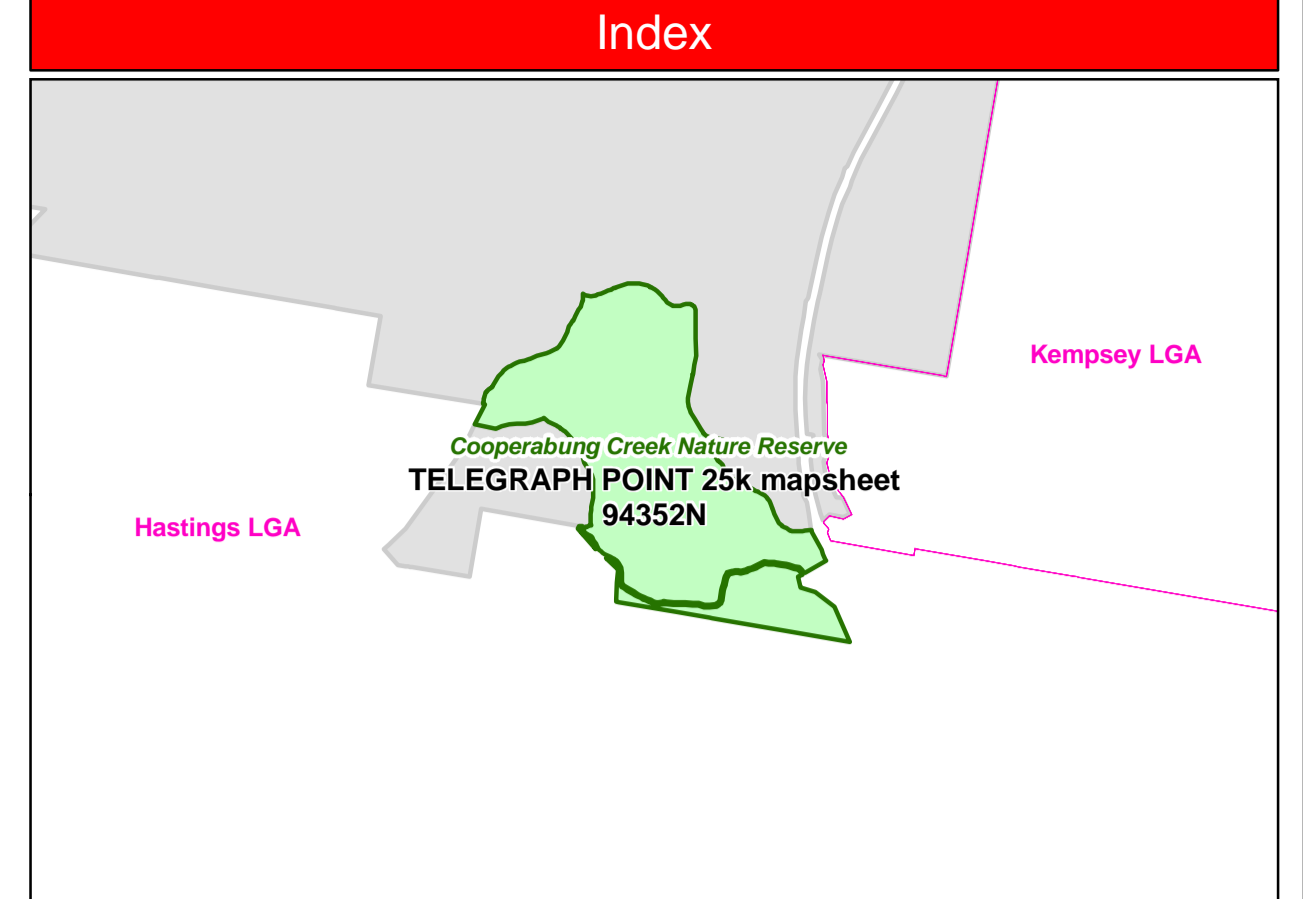 Index
Kempsey LGA
Cooperabung Creek Nature Reserve
TELEGRAPH POINT 25k mapsheet
94352N
Hastings LGA